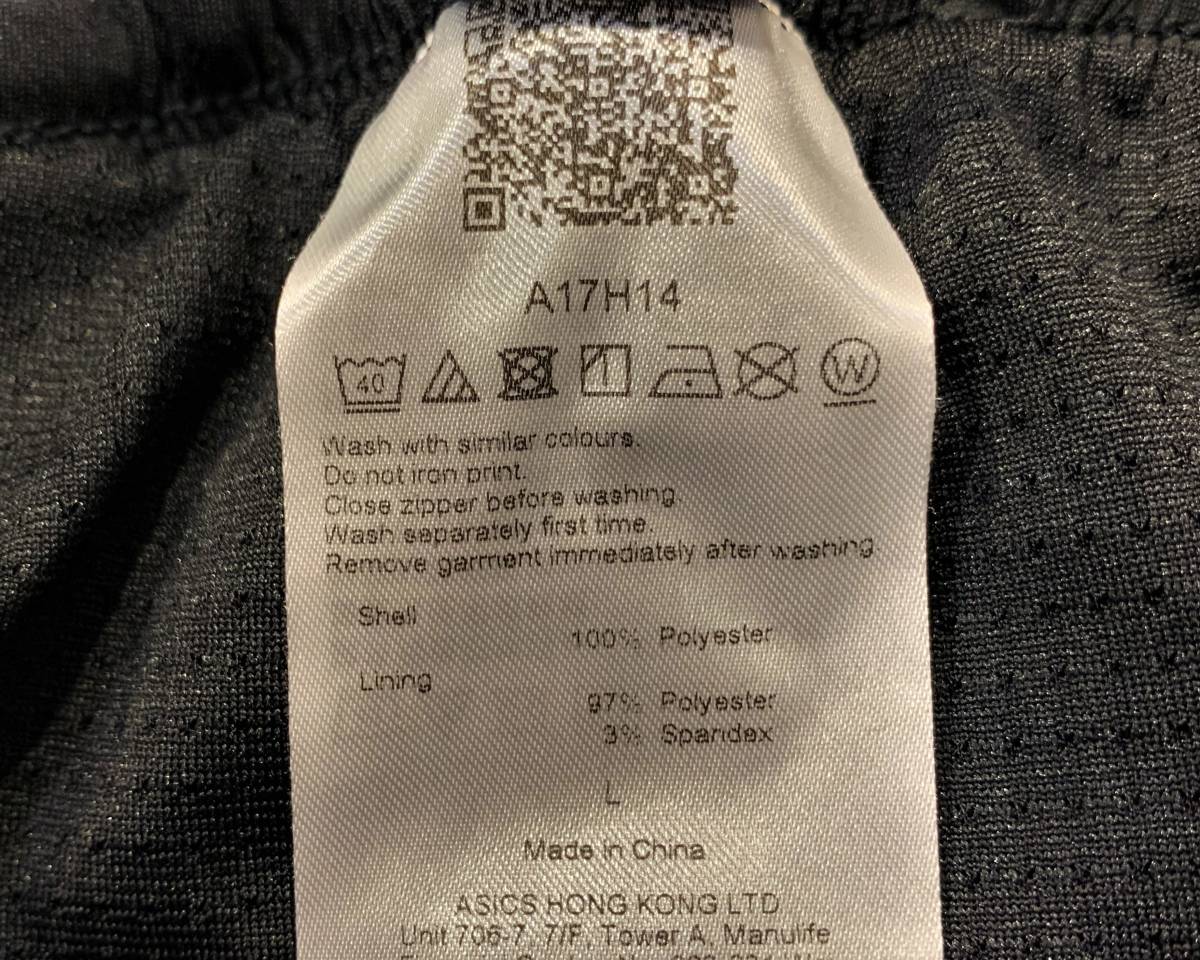 A17H14
40 W
Wash with similar colours.
Do not iron print.
Close zipper before washing
Wash separately first time.
Remove garment immediately after washing
Shell
100% Polyester
Lining
97% Polyester
3% Spandex
L
Made in China
ASICS HONG KONG LTD
Unit 706-7, 7/F, Tower A, Manulife